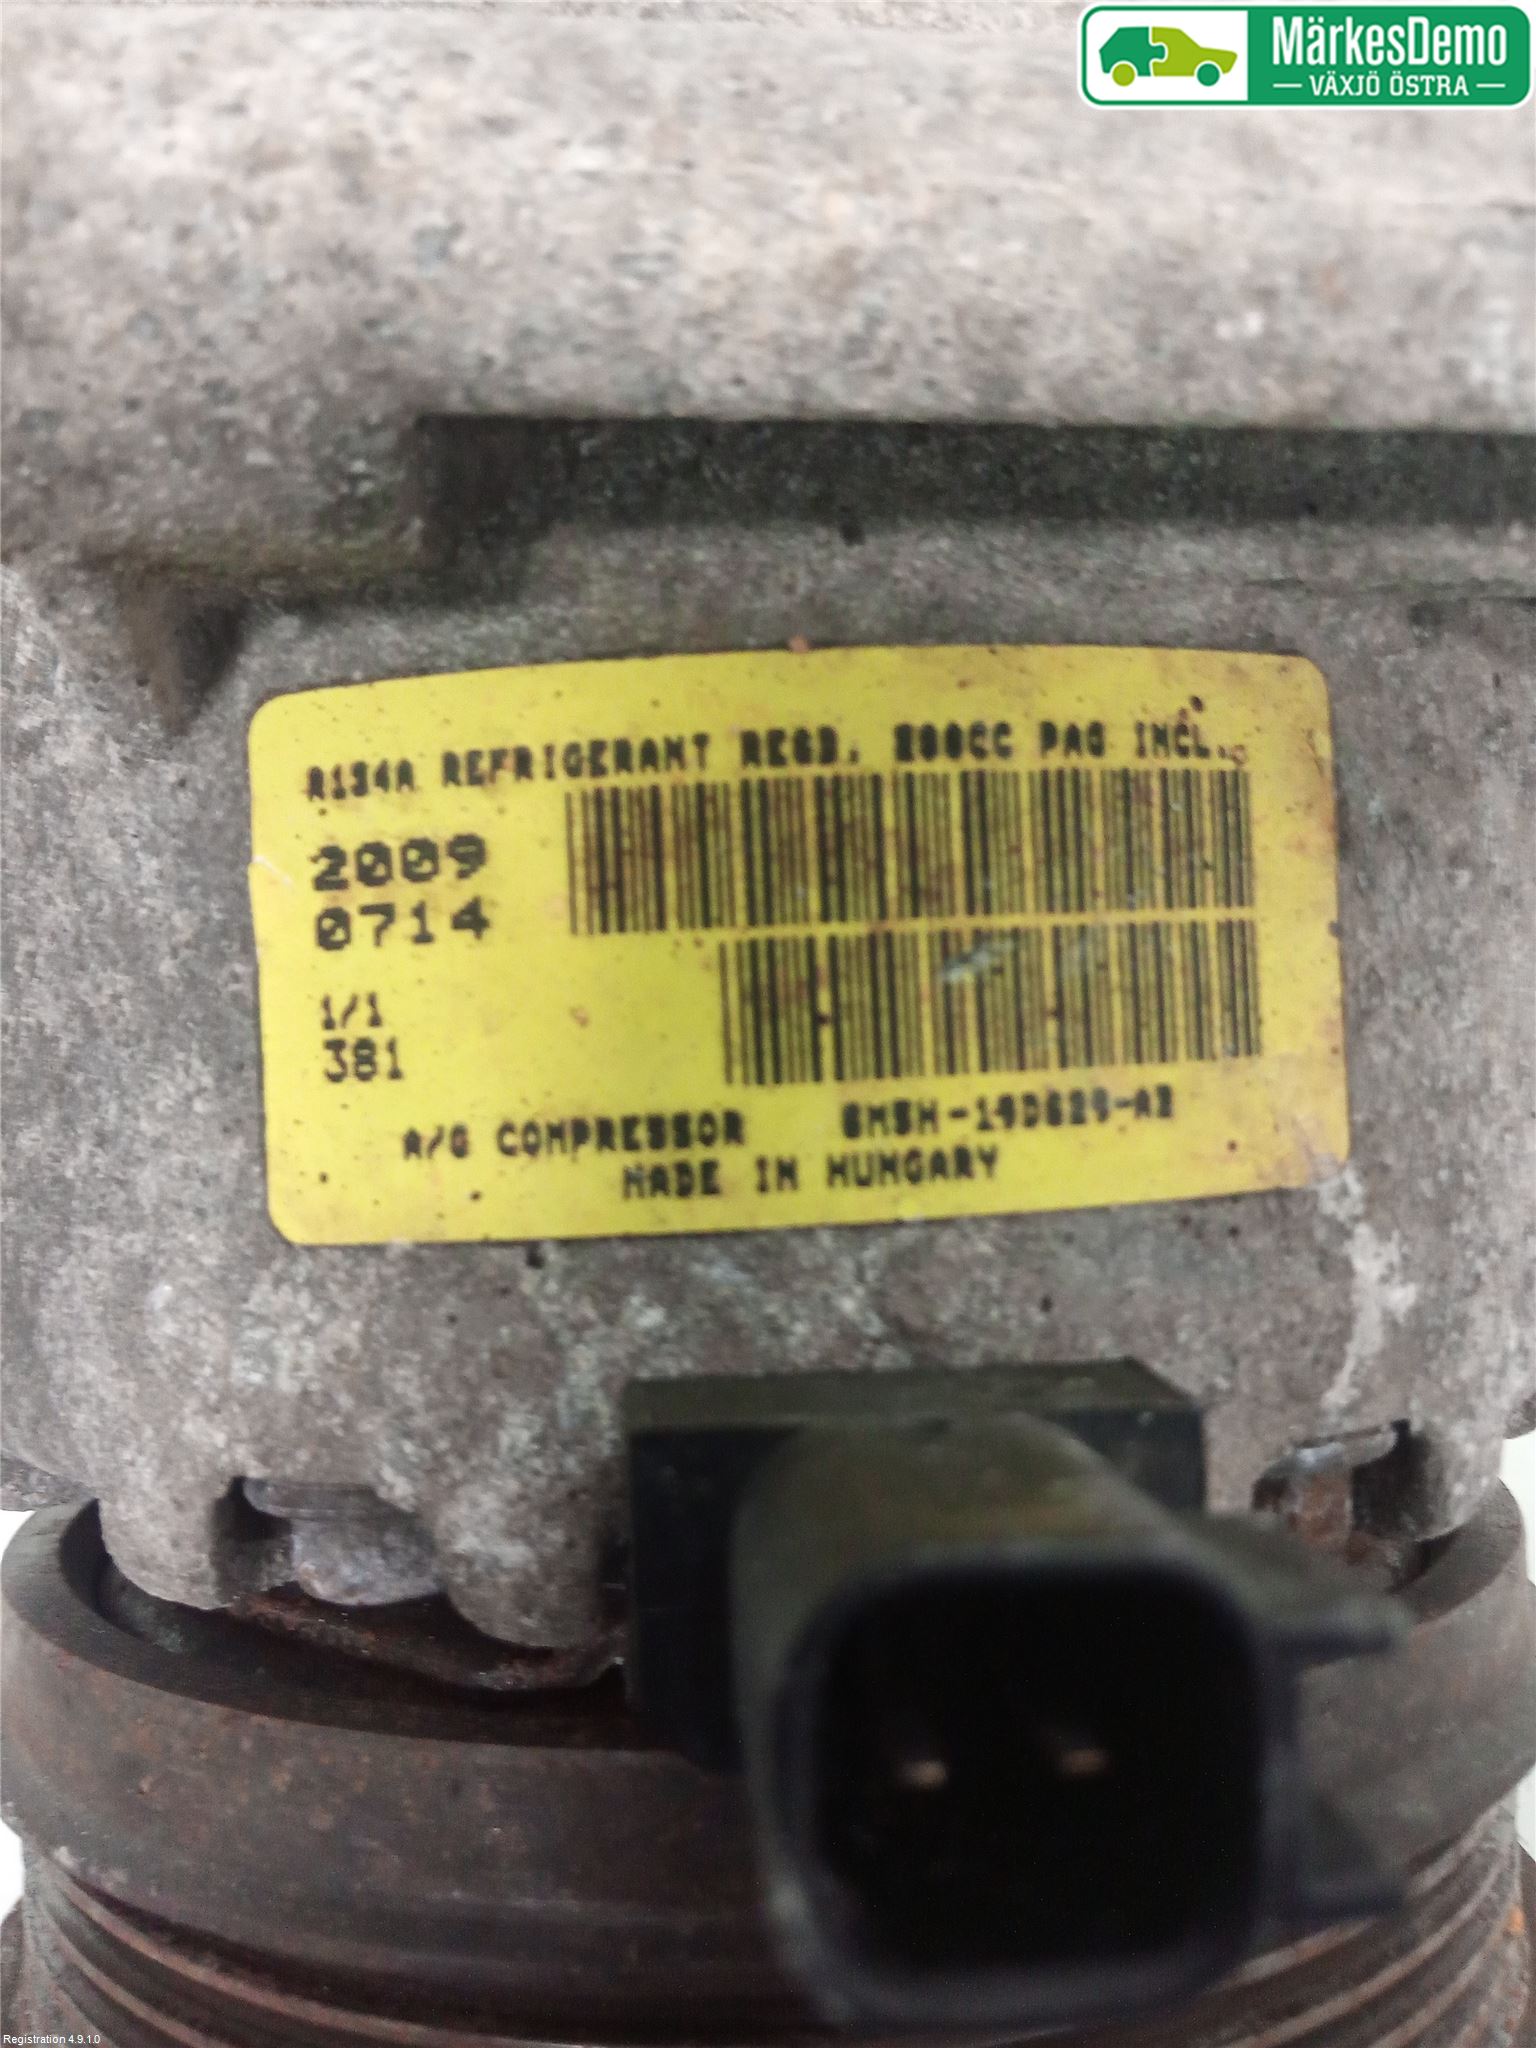 MärkesDemo
VÄXJÖ ÖSTRA
R134A REFRIGERANT REQD. 200CC PAG INCL.
2009
0714
1/1
381
A/C COMPRESSOR 6M5H-19D629-AB
MADE IN HUNGARY
Registration 4.9.1.0